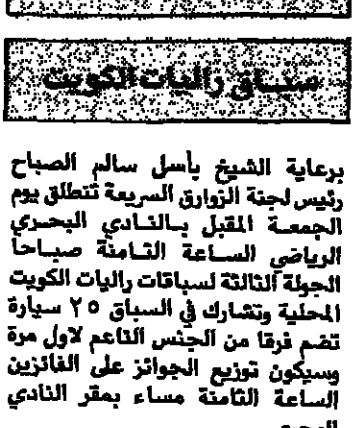 سباق راليات الكويت
برعاية الشيخ باسل سالم الصباح
رئيس لجنة الزوارق السريعة تنطلق يوم
الجمعة المقبل بالنادي البحري
الرياضي الساعة الثامنة صباحا
الجولة الثالثة لسباقات راليات الكويت
المحلية وتشارك في السباق ٢٥ سيارة
تضم فرقا من الجنس الناعم لاول مرة
وسيكون توزيع الجوائز على الفائزين
الساعة الثامنة مساء بمقر النادي